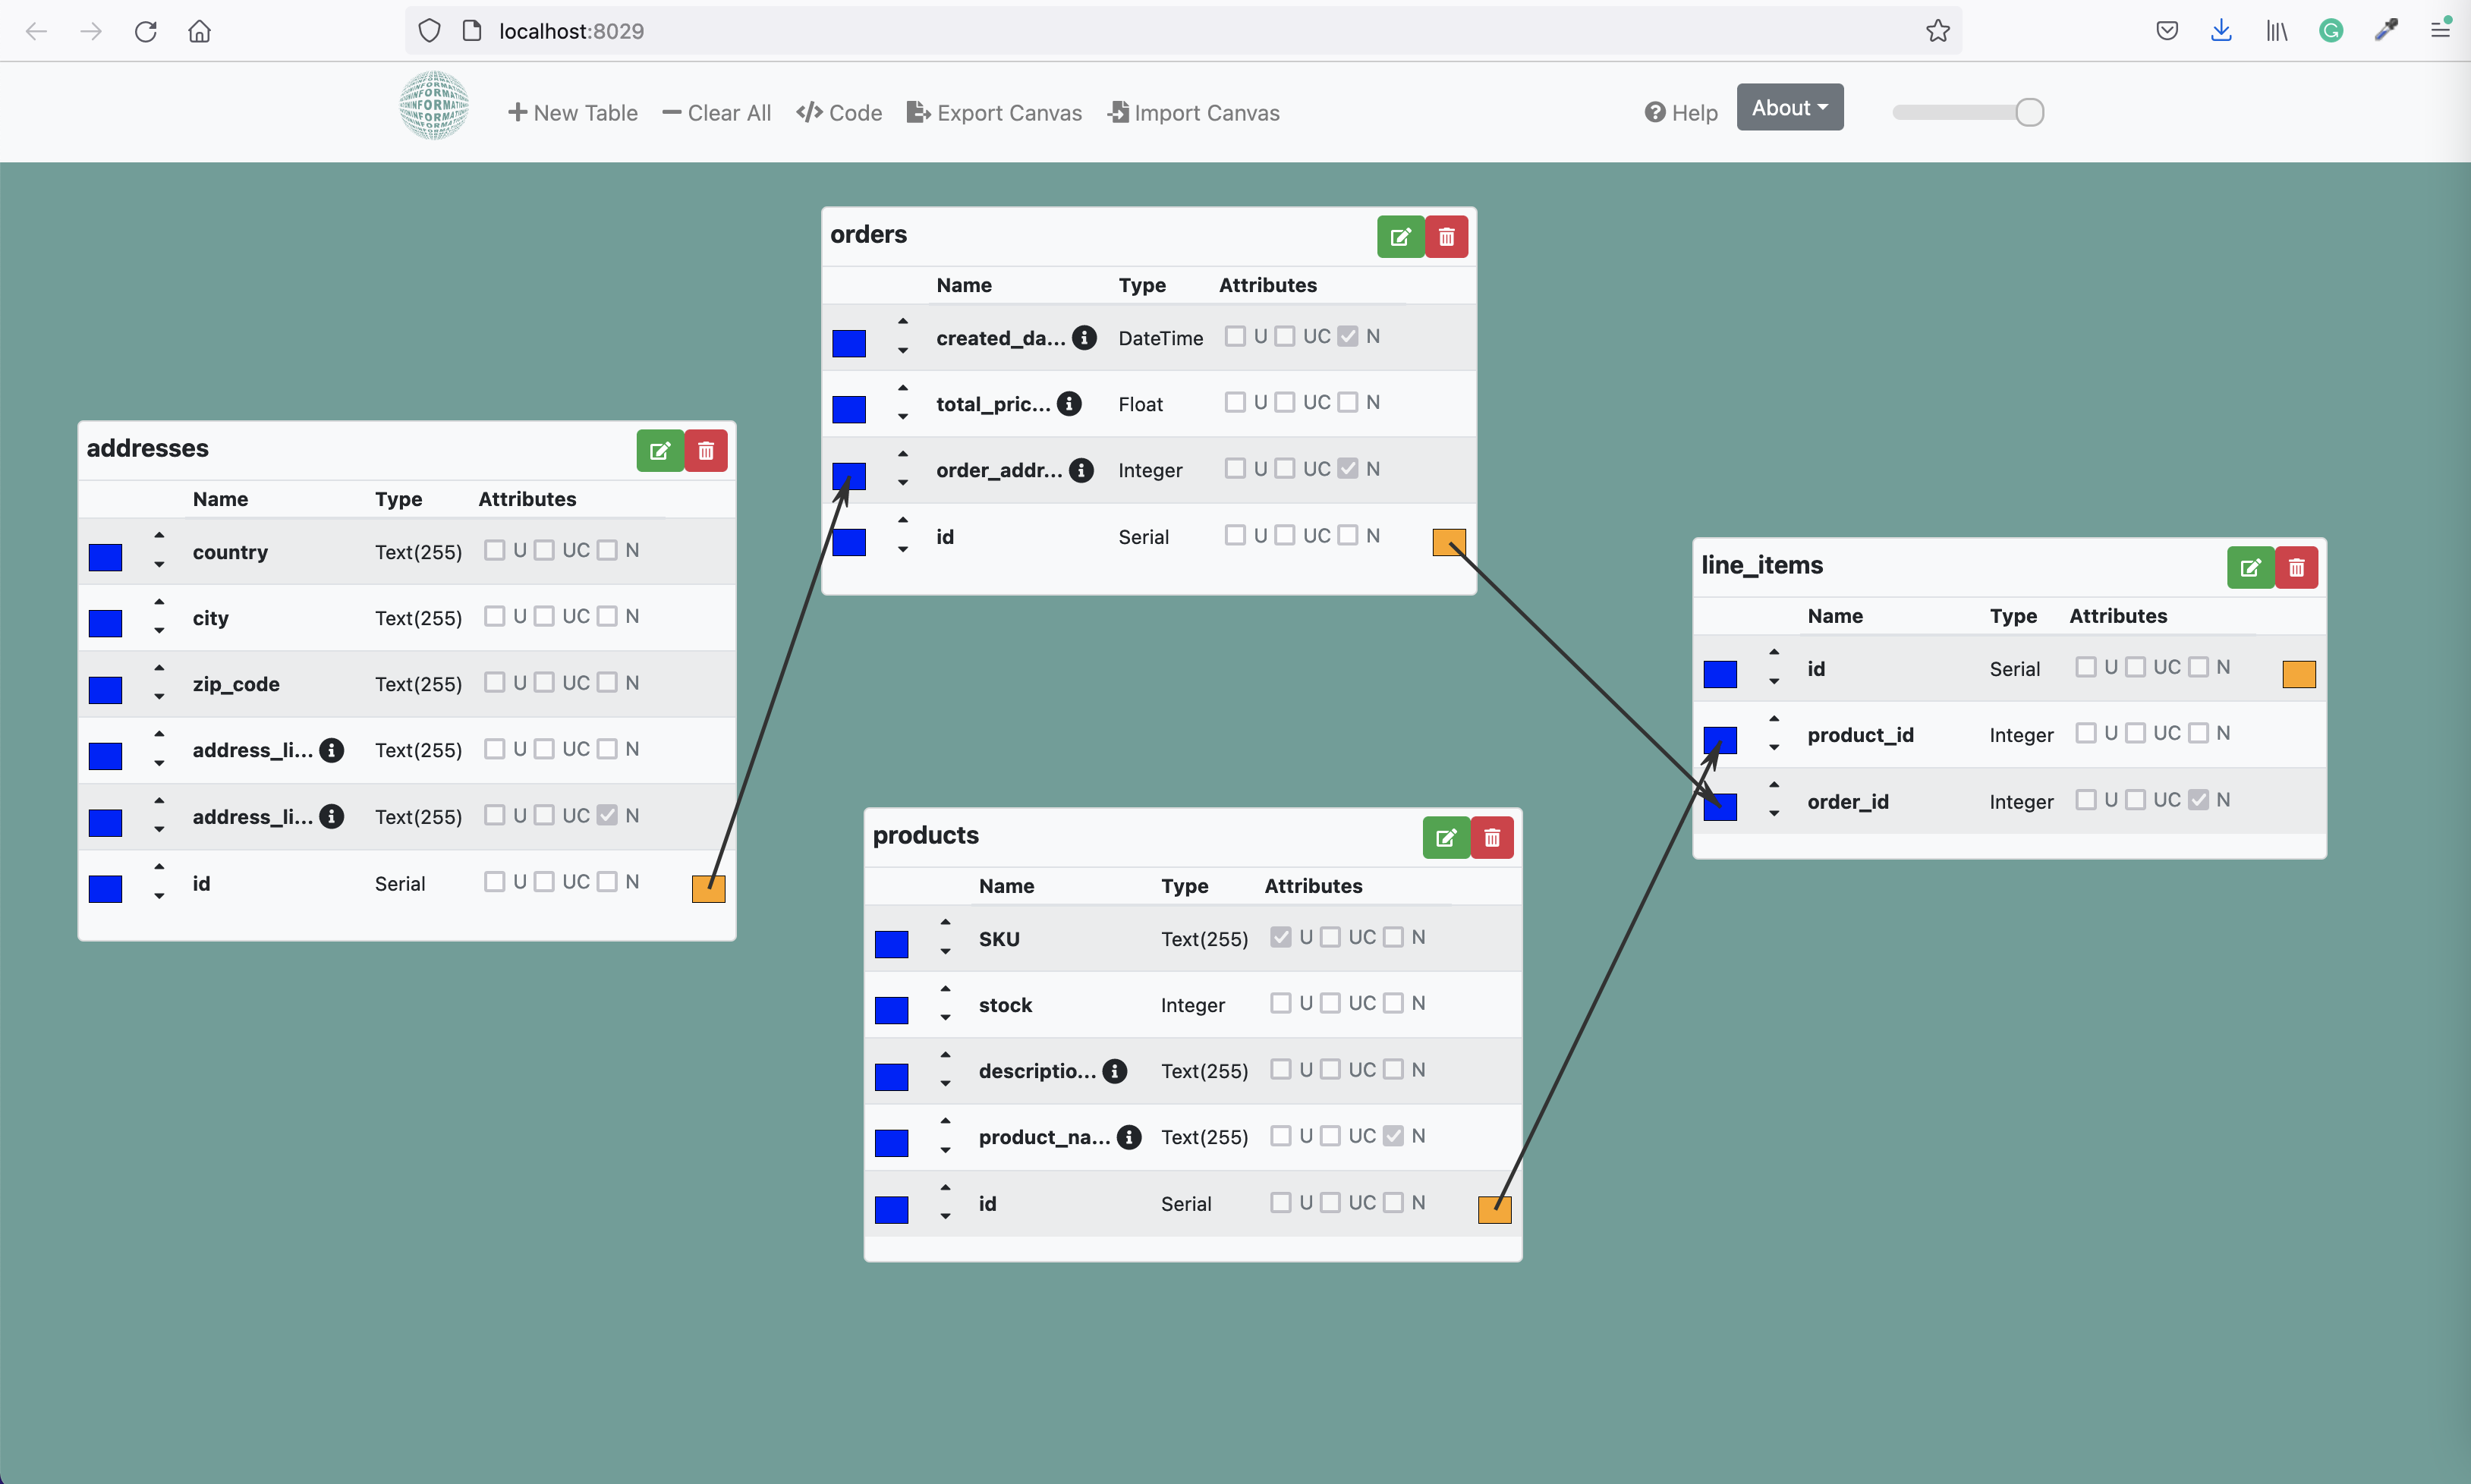 localhost:8029
INFORMATION
New Table Clear All Code Export Canvas Import Canvas Help About
orders
Name Type Attributes
created_da... DateTime U UC N
total_pric... Float U UC N
order_addr... Integer U UC N
id Serial U UC N
addresses
Name Type Attributes
country Text(255) U UC N
city Text(255) U UC N
zip_code Text(255) U UC N
address_li... Text(255) U UC N
address_li... Text(255) U UC N
id Serial U UC N
line_items
Name Type Attributes
id Serial U UC N
product_id Integer U UC N
order_id Integer U UC N
products
Name Type Attributes
SKU Text(255) U UC N
stock Integer U UC N
descriptio... Text(255) U UC N
product_na... Text(255) U UC N
id Serial U UC N